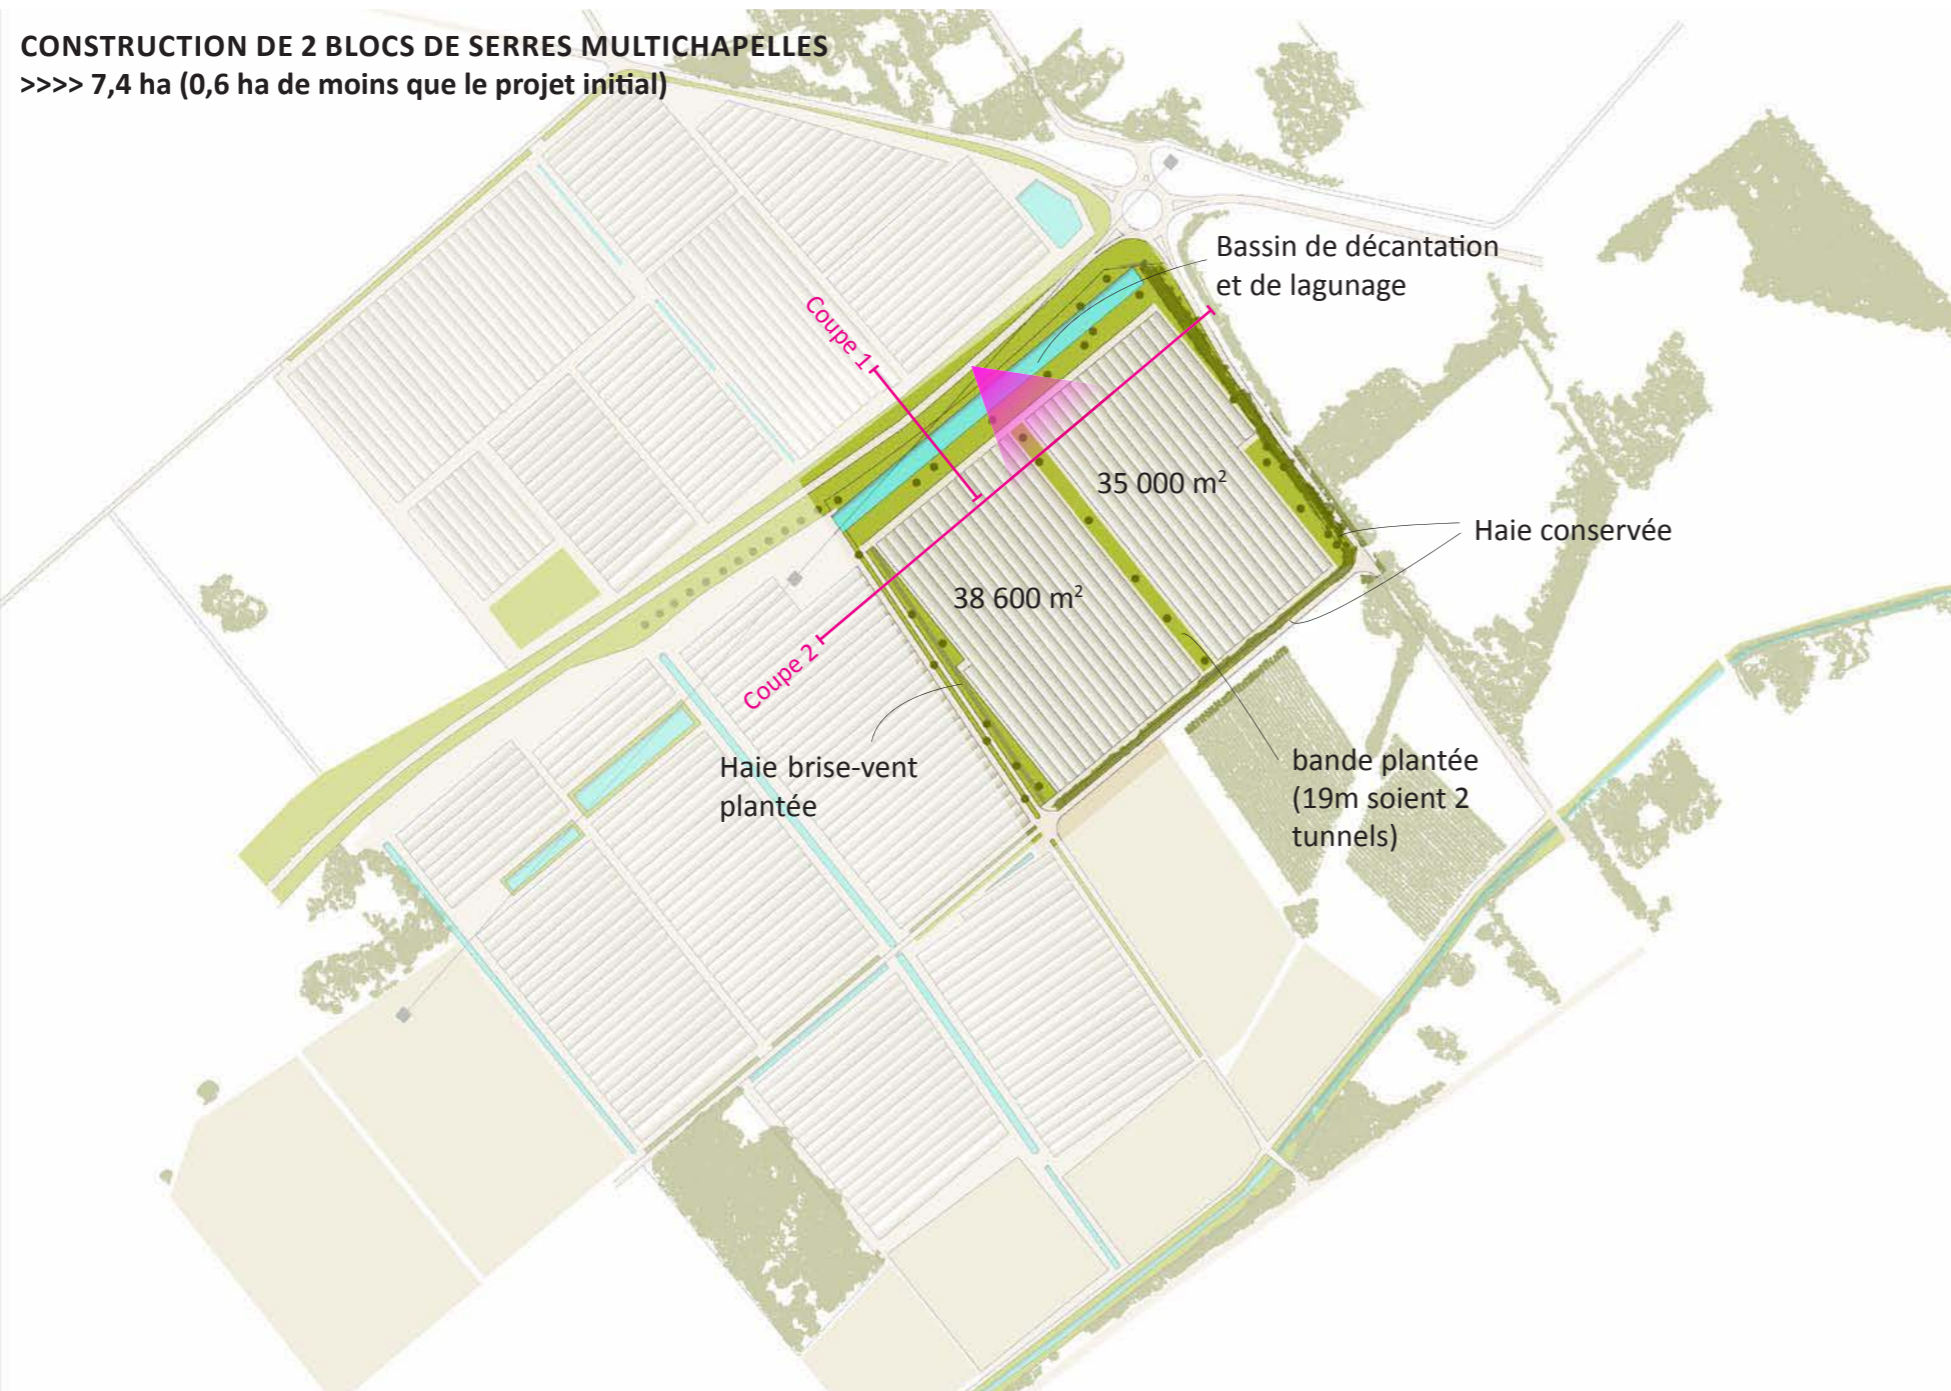 CONSTRUCTION DE 2 BLOCS DE SERRES MULTICHAPELLES
>>>> 7,4 ha (0,6 ha de moins que le projet initial)
Bassin de décantation
et de lagunage
Coupe 1
35 000 m²
Haie conservée
38 600 m²
Coupe 2
Haie brise-vent
plantée
bande plantée
(19m soient 2
tunnels)